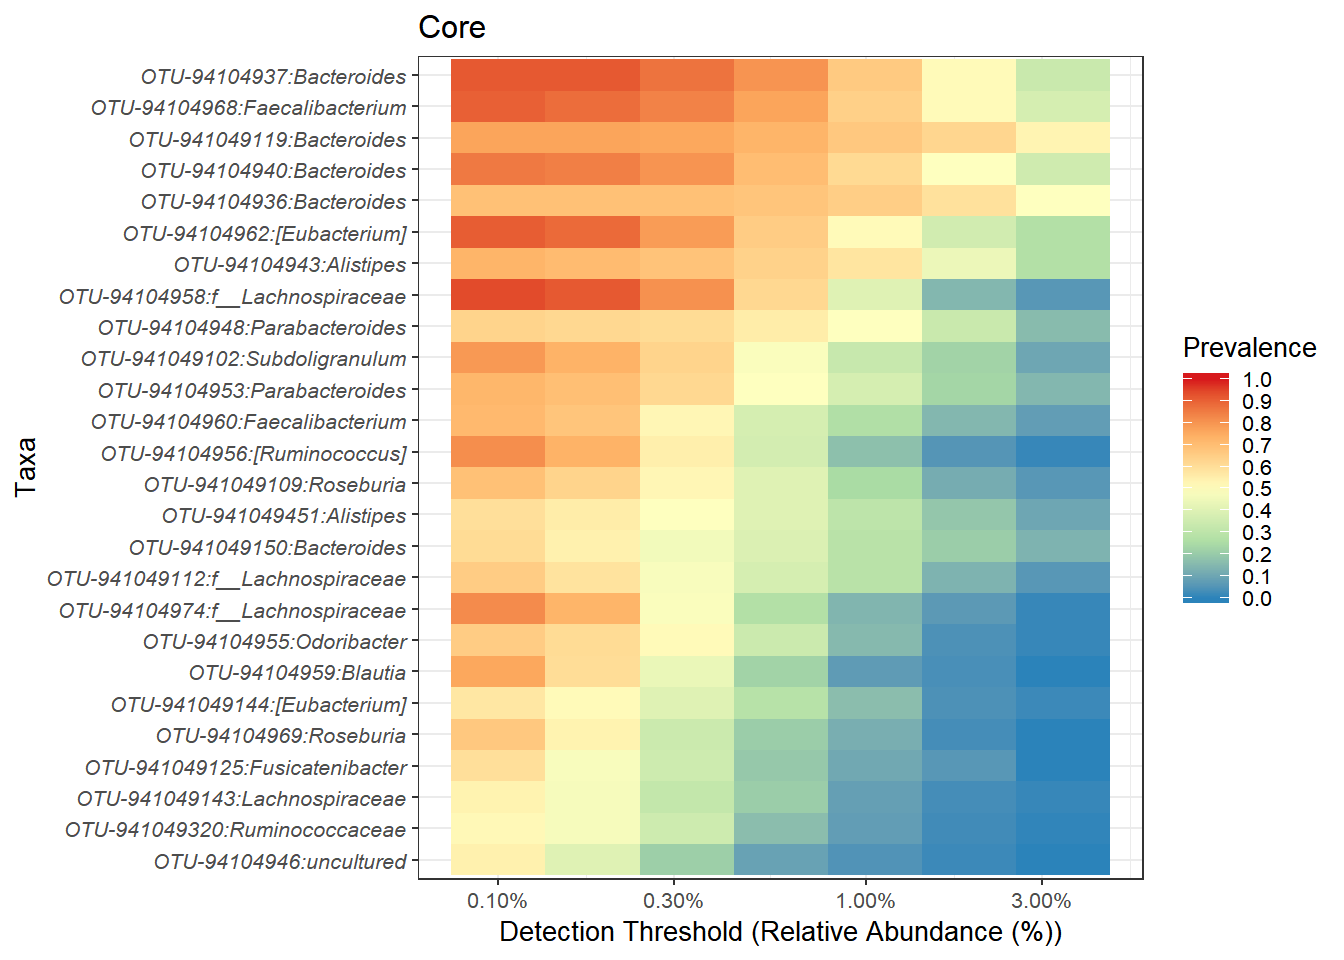 Core
Taxa
OTU-94104937:Bacteroides
OTU-94104968:Faecalibacterium
OTU-941049119:Bacteroides
OTU-94104940:Bacteroides
OTU-94104936:Bacteroides
OTU-94104962:[Eubacterium]
OTU-94104943:Alistipes
OTU-94104958:f__Lachnospiraceae
OTU-94104948:Parabacteroides
OTU-941049102:Subdoligranulum
OTU-94104953:Parabacteroides
OTU-94104960:Faecalibacterium
OTU-94104956:[Ruminococcus]
OTU-941049109:Roseburia
OTU-941049451:Alistipes
OTU-941049150:Bacteroides
OTU-941049112:f__Lachnospiraceae
OTU-94104974:f__Lachnospiraceae
OTU-94104955:Odoribacter
OTU-94104959:Blautia
OTU-941049144:[Eubacterium]
OTU-94104969:Roseburia
OTU-941049125:Fusicatenibacter
OTU-941049143:Lachnospiraceae
OTU-941049320:Ruminococcaceae
OTU-94104946:uncultured
0.10% 0.30% 1.00% 3.00%
Detection Threshold (Relative Abundance (%))
Prevalence
1.0
0.9
0.8
0.7
0.6
0.5
0.4
0.3
0.2
0.1
0.0